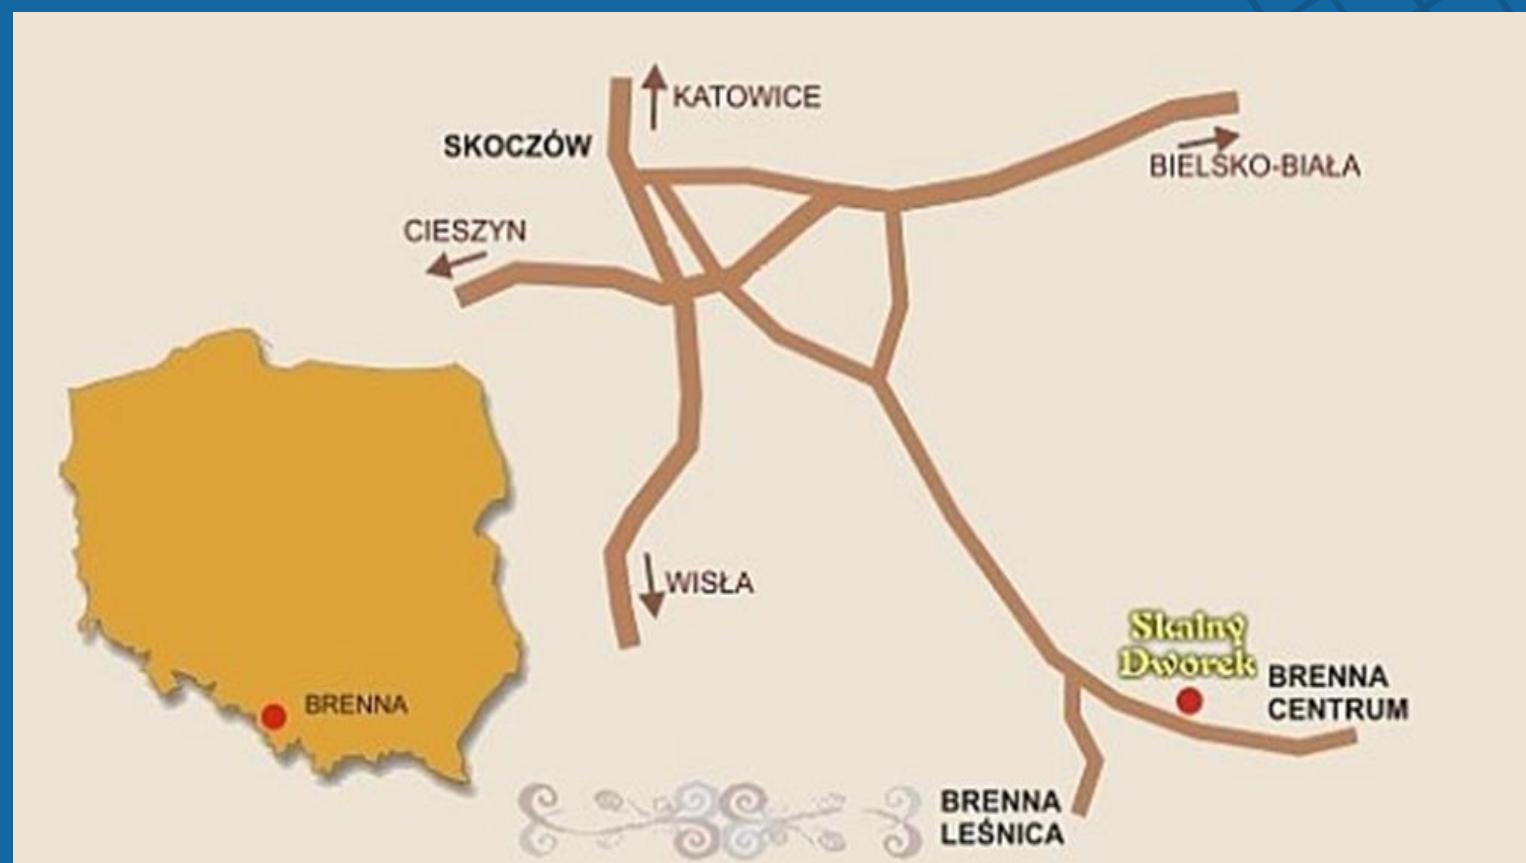 KATOWICE
SKOCZÓW
BIELSKO-BIAŁA
CIESZYN
WISŁA
Skalny
Dworek
BRENNA
CENTRUM
BRENNA
BRENNA
LEŚNICA